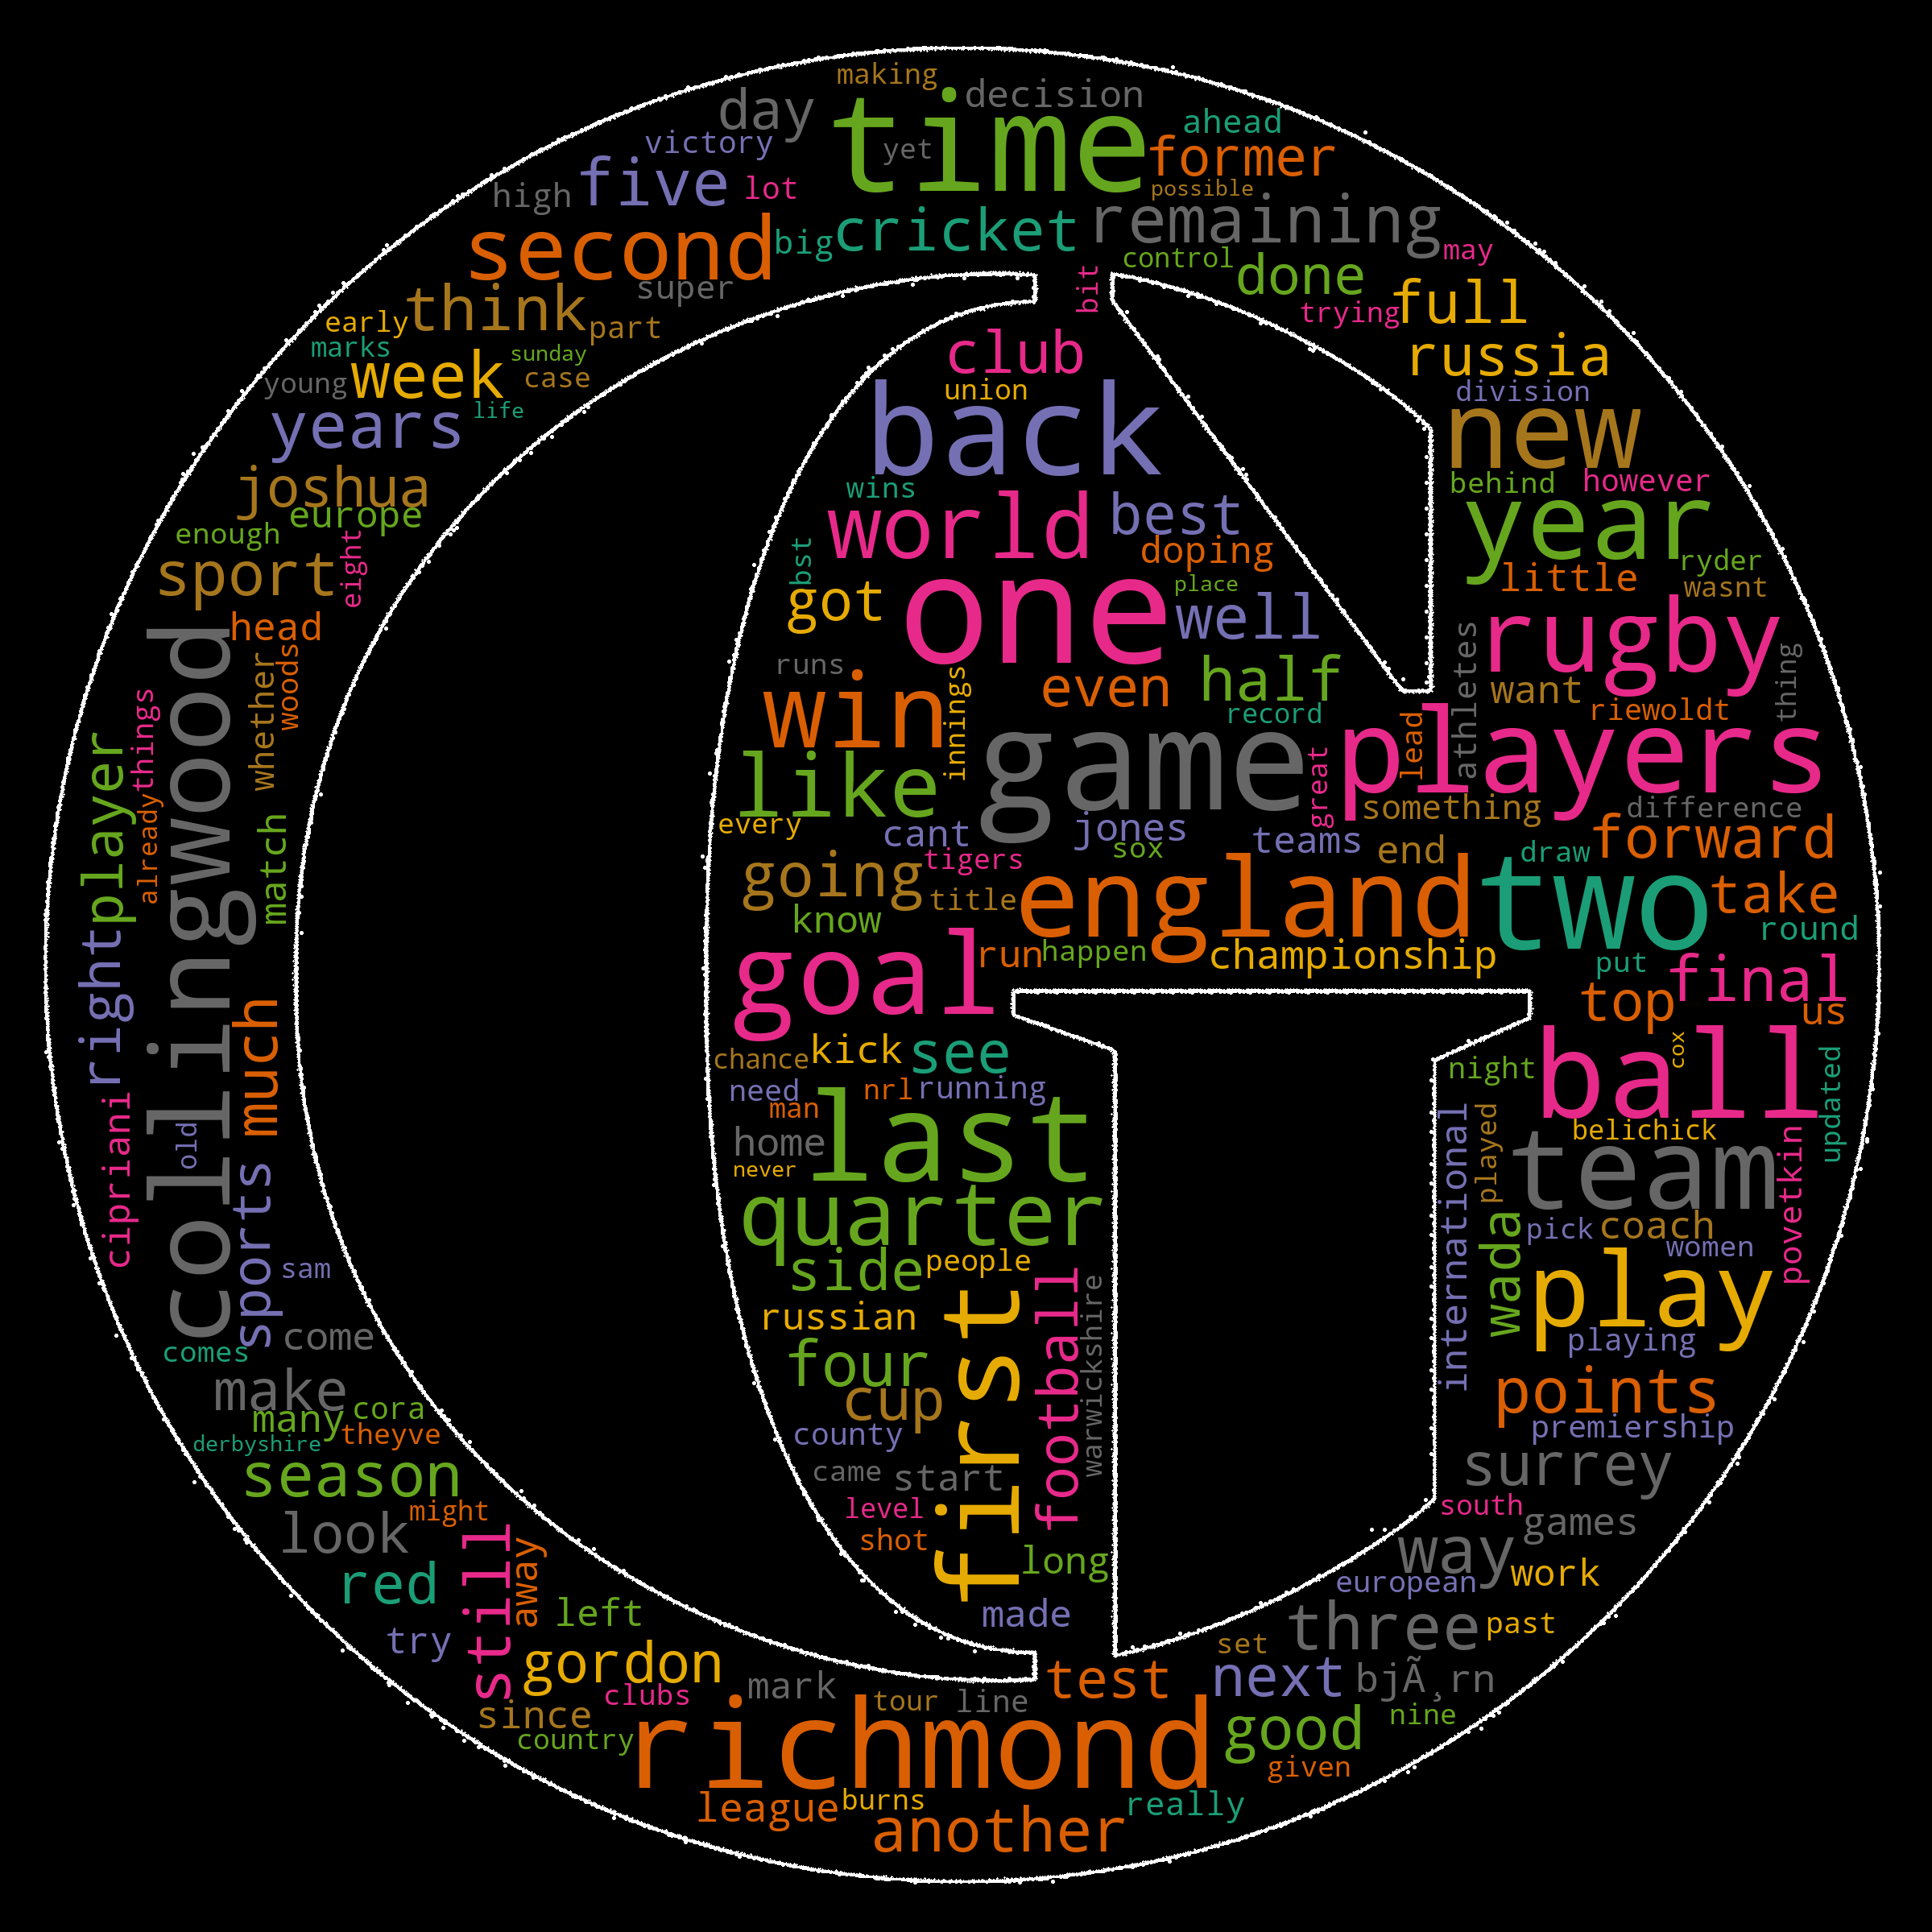 making
day
time
decision
victory
yet
ahead
former
high
five
lot
possible
second
big
cricket
remaining
may
super
control
done
think
part
bit
trying
full
early
marks
sunday
week
case
young
club
russia
union
division
years
life
back
new
joshua
europe
wins
world
best
behind
however
enough
eight
bst
doping
year
ryder
sport
got
one
place
well
little
wasnt
head
runs
half
rugby
athletes
thing
collingwood
whether
woods
win
innings
even
record
want
riewoldt
player
things
already
match
like
game
great
players
lead
every
cant
jones
sox
teams
something
difference
end
forward
going
tigers
title
england
draw
two
take
know
run
happen
championship
round
goal
put
final
top
us
right
much
chance
kick
see
night
ball
cox
updated
need
nrl
running
man
last
international
played
belichick
cipriani
old
sports
home
never
quarter
team
povetkin
wada
pick
coach
women
sam
side
people
play
come
comes
russian
first
football
warwickshire
playing
make
four
cup
points
many
cora
theyve
derbyshire
county
premiership
season
came
start
surrey
look
might
level
south
games
still
away
shot
long
way
work
red
left
european
try
made
three
past
gordon
set
next
bjÃ¸rn
since
clubs
mark
tour
line
test
country
richmond
good
nine
given
league
burns
another
really